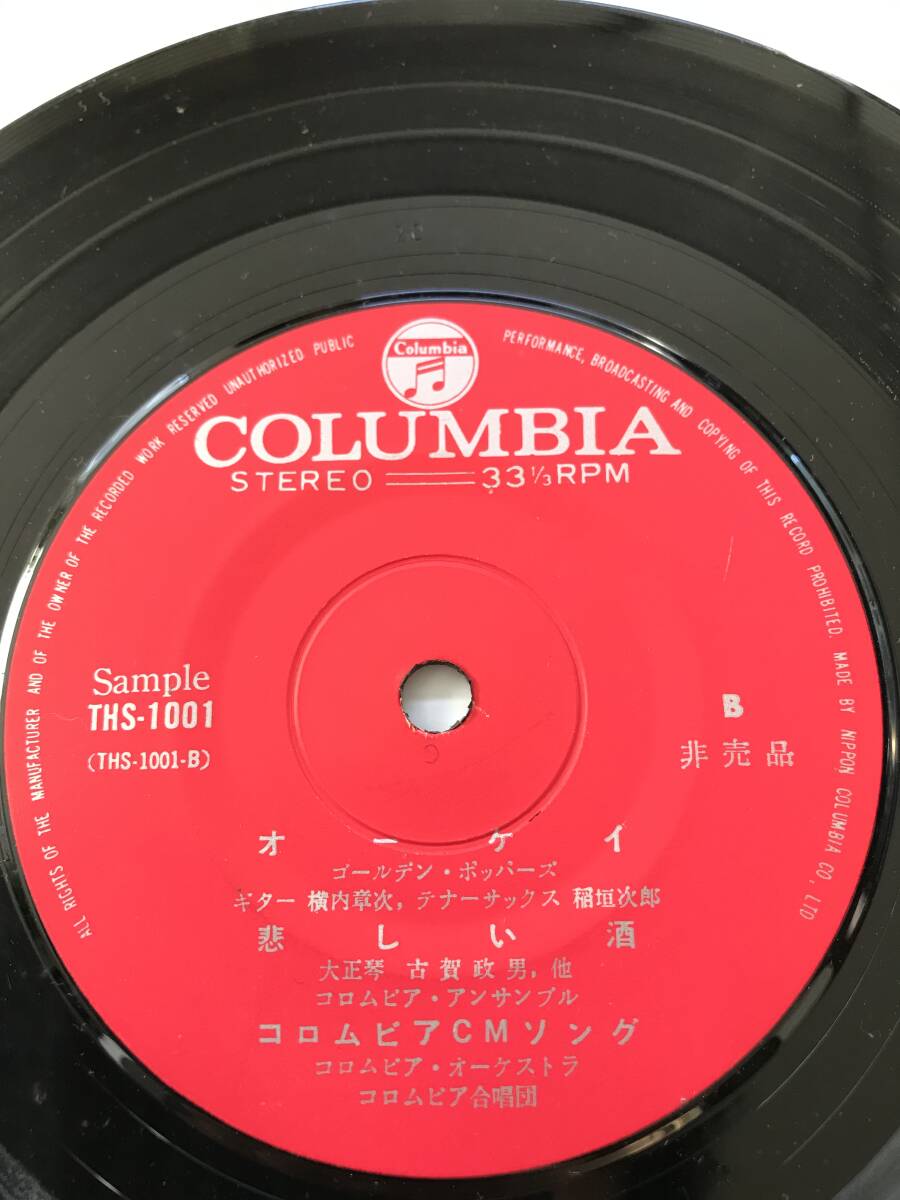 Columbia
COLUMBIA
STEREO 33 1/3 RPM
ALL RIGHTS OF THE MANUFACTURER AND OF THE OWNER OF THE RECORDED WORK RESERVED UNAUTHORIZED PUBLIC PERFORMANCE, BROADCASTING AND COPYING OF THIS RECORD PROHIBITED. MADE BY NIPPON COLUMBIA CO., LTD
Sample
THS-1001
(THS-1001-B)
B
非売品
オーケイ
ゴールデン・ポッパーズ
ギター 横内章次, テナーサックス 稲垣次郎
悲しい酒
大正琴 古賀政男, 他
コロムビア・アンサンブル
コロムビアCMソング
コロムビア・オーケストラ
コロムビア合唱団